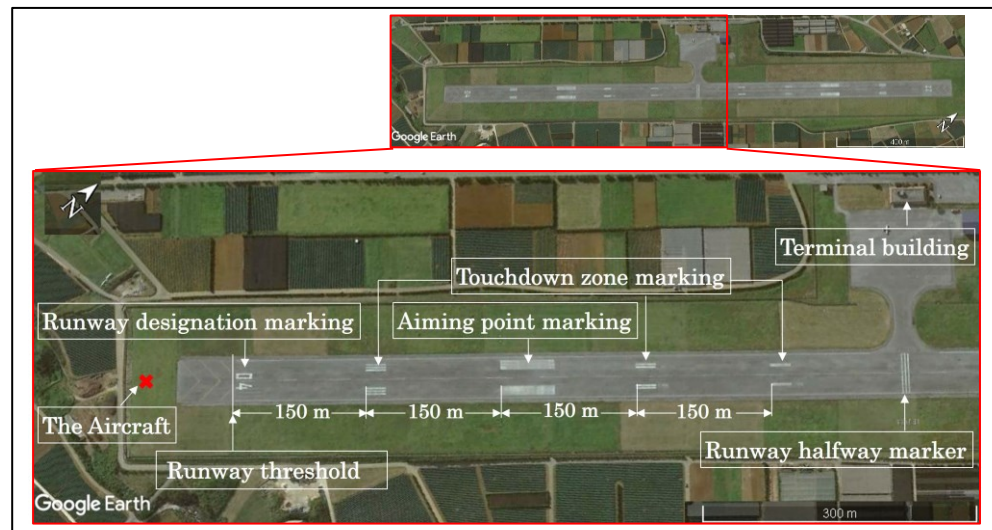 Google Earth
N
400 m
N
Terminal building
Touchdown zone marking
Runway designation marking
Aiming point marking
04
150 m
150 m
150 m
150 m
The Aircraft
Runway threshold
Runway halfway marker
Google Earth
300 m